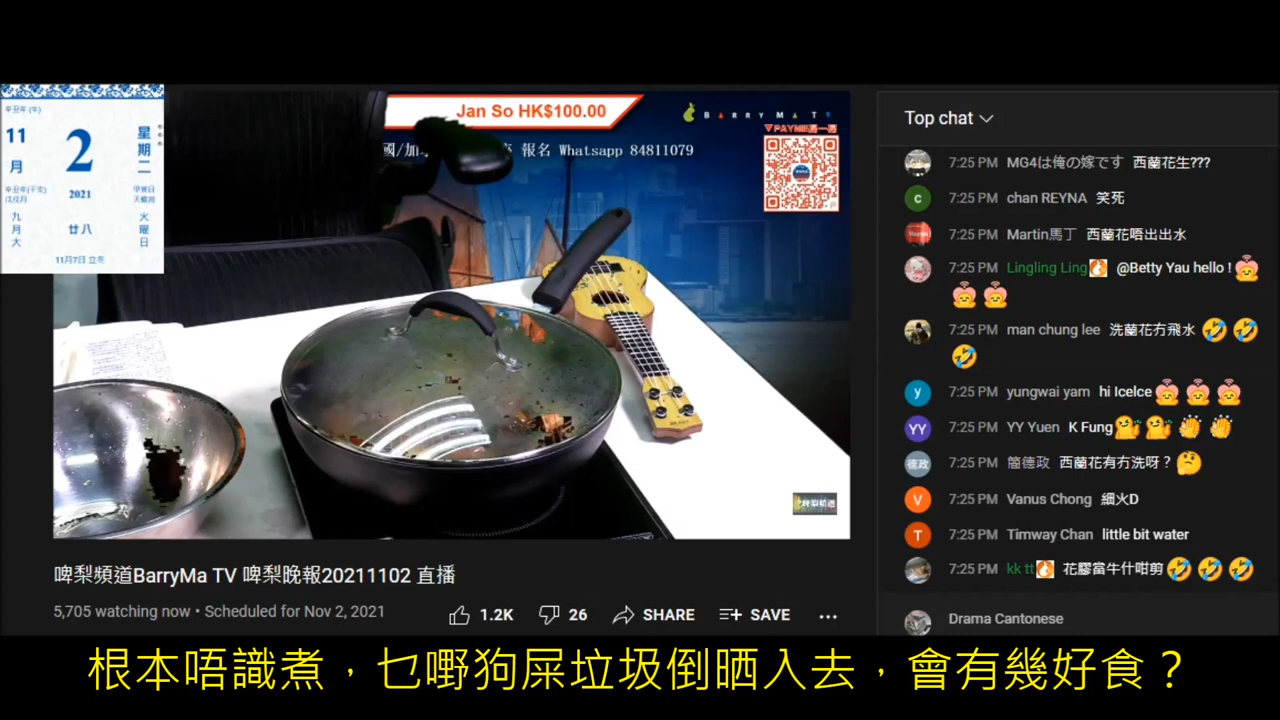 辛丑年 (牛)
11
月
2
星
期
二
2021
廿八
九
月
大
火
曜
日
11月7日 立冬
Jan So HK$100.00
BARRY MA TV
報名 Whatsapp 84811079
Top chat
7:25 PM MG4は俺の嫁です 西蘭花生???
7:25 PM chan REYNA 笑死
7:25 PM Martin馬丁 西蘭花唔出出水
7:25 PM Lingling Ling @Betty Yau hello !
7:25 PM man chung lee 洗蘭花冇飛水 🤣🤣
🤣
7:25 PM yungwai yam hi IceIce
7:25 PM YY Yuen K Fung 👏👏
7:25 PM 簡德政 西蘭花有冇洗呀？🤔
7:25 PM Vanus Chong 細火D
7:25 PM Timway Chan little bit water
7:25 PM kk tt 花膠當牛什咁剪 🤣🤣🤣
Drama Cantonese
啤梨頻道BarryMa TV 啤梨晚報20211102 直播
5,705 watching now • Scheduled for Nov 2, 2021
1.2K 26 SHARE SAVE
根本唔識煮，乜嘢狗屎垃圾倒晒入去，會有幾好食？